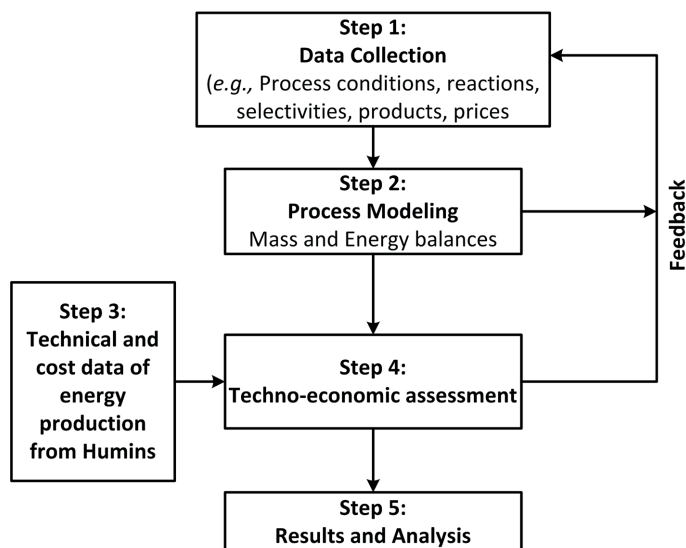 Step 1:
Data Collection
(e.g., Process conditions, reactions,
selectivities, products, prices
Step 2:
Process Modeling
Mass and Energy balances
Feedback
Step 3:
Technical and
cost data of
energy
production
from Humins
Step 4:
Techno-economic assessment
Step 5:
Results and Analysis